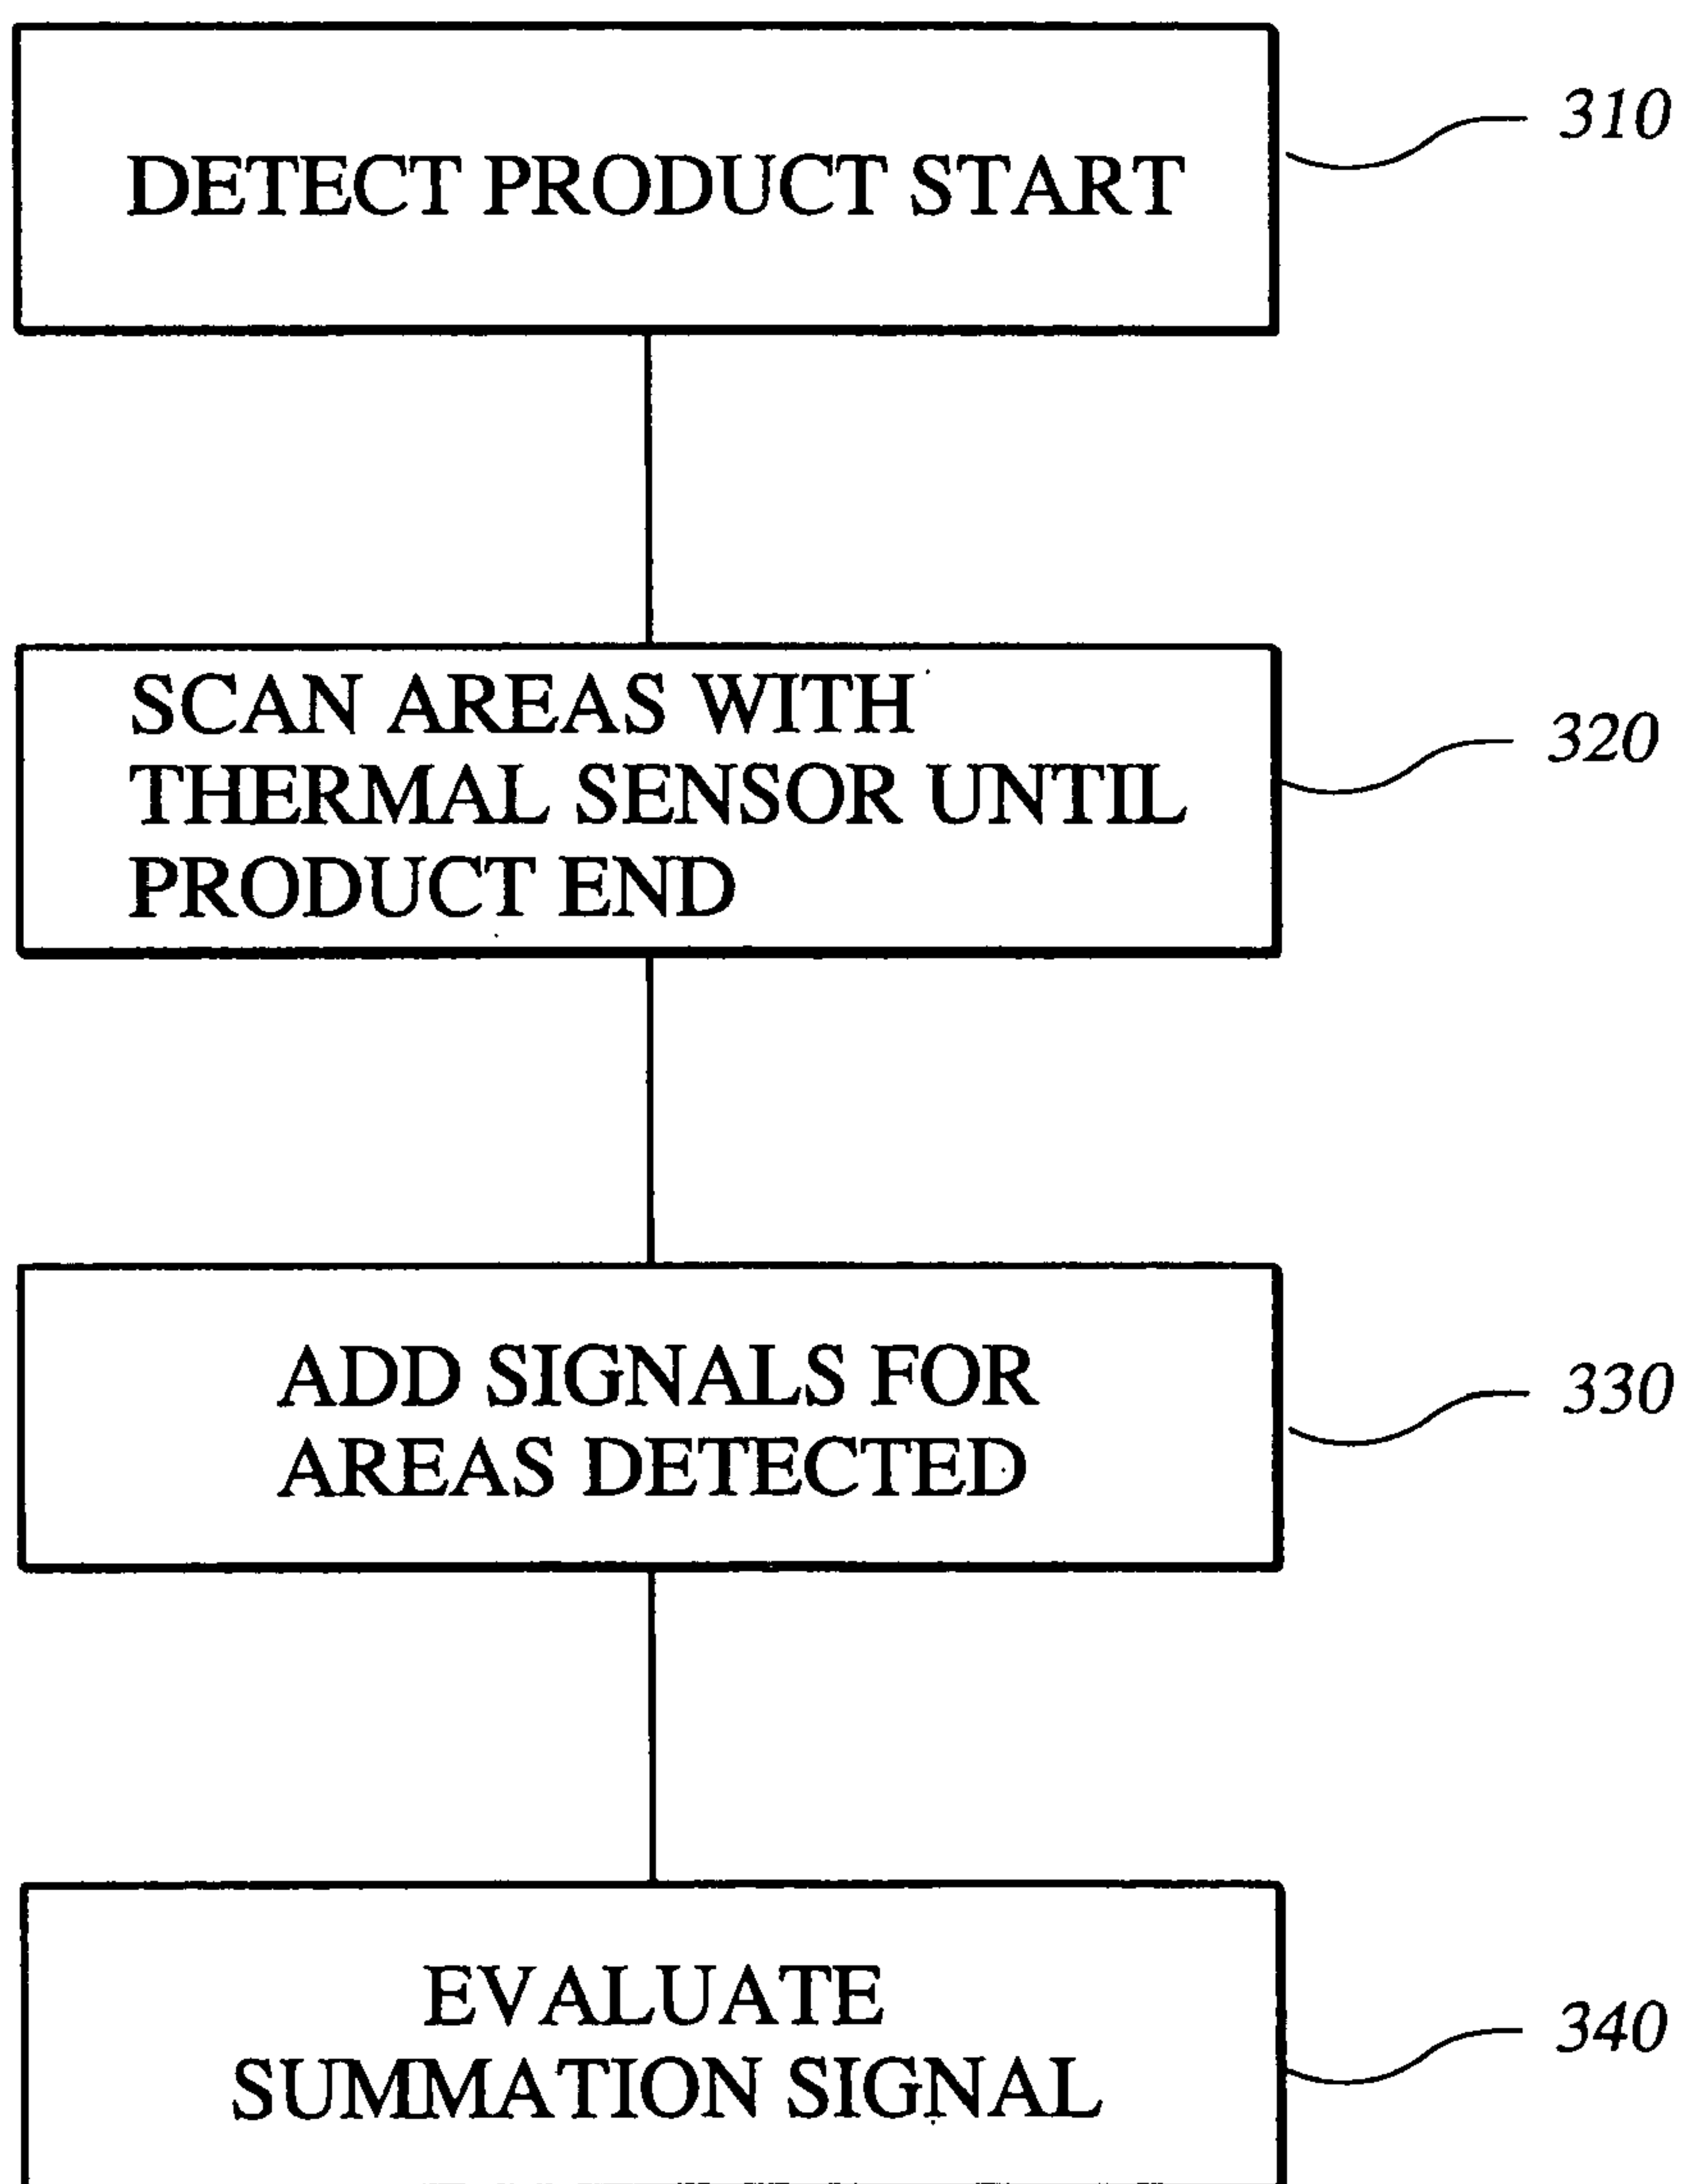 DETECT PRODUCT START
310
SCAN AREAS WITH
THERMAL SENSOR UNTIL
PRODUCT END
320
ADD SIGNALS FOR
AREAS DETECTED
330
EVALUATE
SUMMATION SIGNAL
340